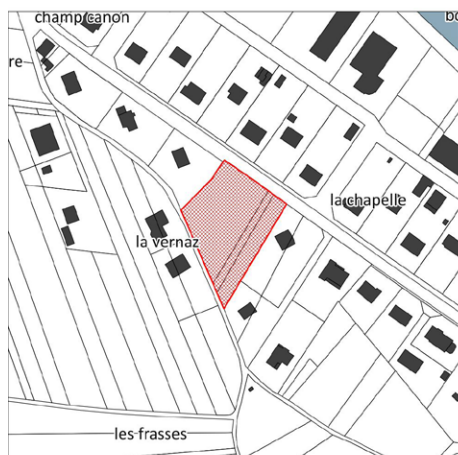 champ canon
bo
re
la chapelle
la vernaz
les frasses